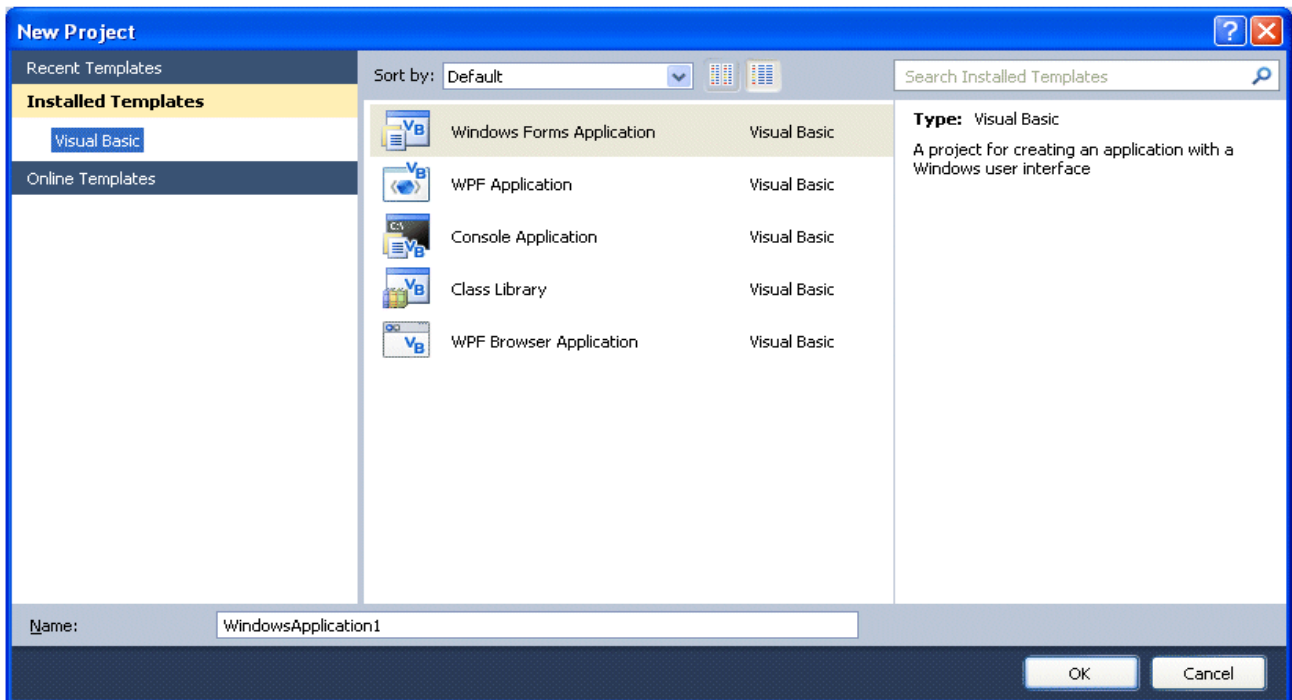 New Project
Recent Templates
Installed Templates
Visual Basic
Online Templates
Sort by: Default
Search Installed Templates
Windows Forms Application Visual Basic
WPF Application Visual Basic
Console Application Visual Basic
Class Library Visual Basic
WPF Browser Application Visual Basic
Type: Visual Basic
A project for creating an application with a
Windows user interface
Name: WindowsApplication1
OK Cancel